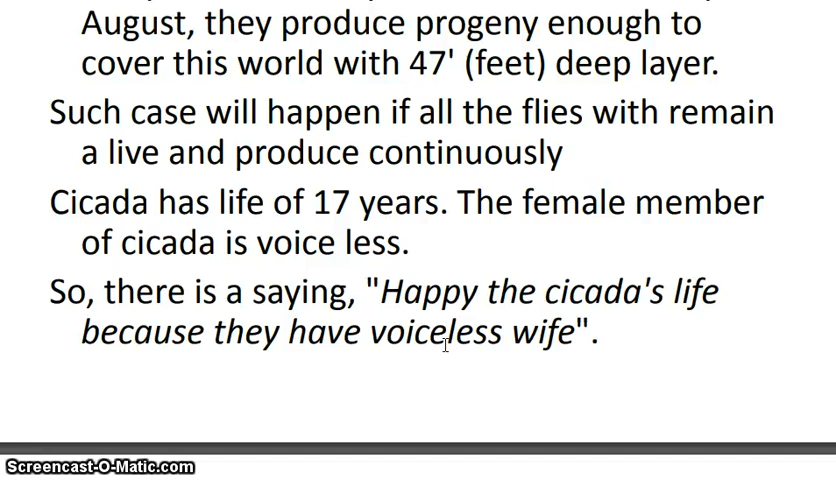 August, they produce progeny enough to
cover this world with 47' (feet) deep layer.
Such case will happen if all the flies with remain
a live and produce continuously
Cicada has life of 17 years. The female member
of cicada is voice less.
So, there is a saying, "Happy the cicada's life
because they have voiceless wife".
Screencast-O-Matic.com